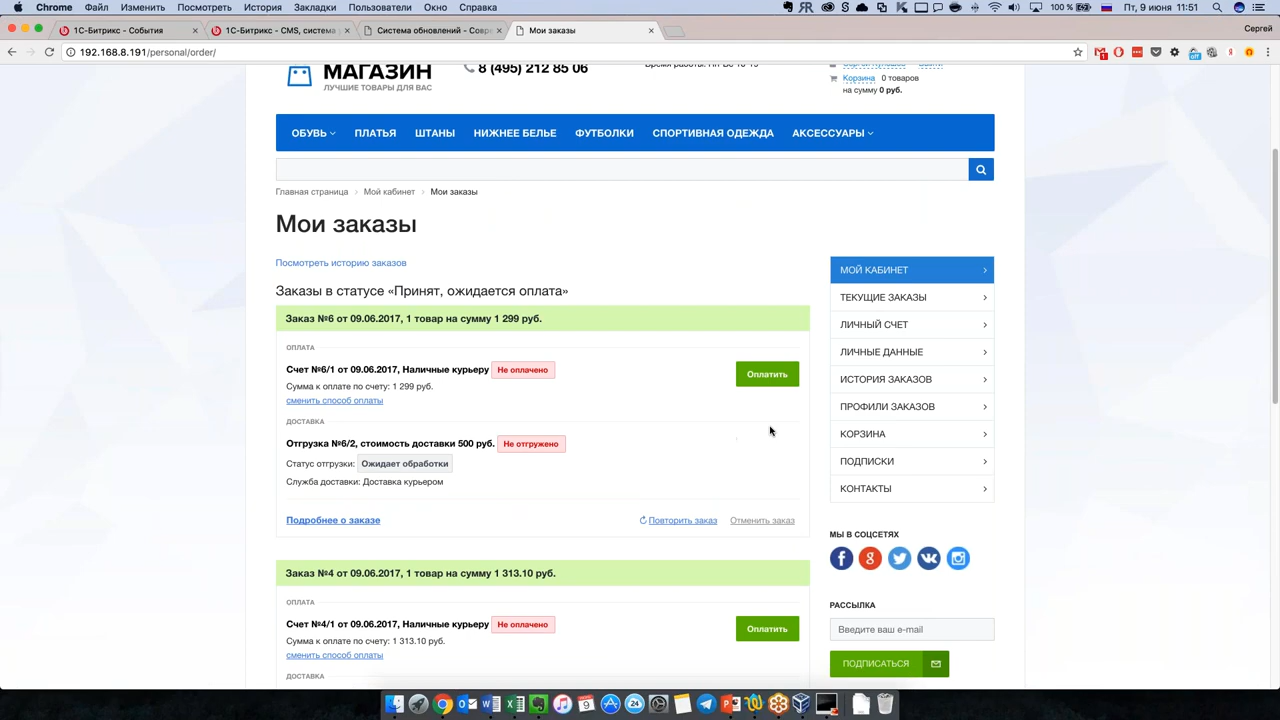 Chrome Файл Изменить Посмотреть История Закладки Пользователи Окно Справка
100 % Пт, 9 июня 11:51
1С-Битрикс - События
1С-Битрикс - CMS, система
Система обновлений - Совре
Мои заказы
Сергей
192.168.8.191/personal/order/
МАГАЗИН
ЛУЧШИЕ ТОВАРЫ ДЛЯ ВАС
8 (495) 212 85 06
Корзина 0 товаров
на сумму 0 руб.
ОБУВЬ ПЛАТЬЯ ШТАНЫ НИЖНЕЕ БЕЛЬЕ ФУТБОЛКИ СПОРТИВНАЯ ОДЕЖДА АКСЕССУАРЫ
Главная страница Мой кабинет Мои заказы
Мои заказы
Посмотреть историю заказов
Заказы в статусе «Принят, ожидается оплата»
Заказ №6 от 09.06.2017, 1 товар на сумму 1 299 руб.
ОПЛАТА
Счет №6/1 от 09.06.2017, Наличные курьеру Не оплачено
Оплатить
Сумма к оплате по счету: 1 299 руб.
сменить способ оплаты
ДОСТАВКА
Отгрузка №6/2, стоимость доставки 500 руб. Не отгружено
Статус отгрузки: Ожидает обработки
Служба доставки: Доставка курьером
Подробнее о заказе Повторить заказ Отменить заказ
Заказ №4 от 09.06.2017, 1 товар на сумму 1 313.10 руб.
ОПЛАТА
Счет №4/1 от 09.06.2017, Наличные курьеру Не оплачено
Оплатить
Сумма к оплате по счету: 1 313.10 руб.
сменить способ оплаты
ДОСТАВКА
МОЙ КАБИНЕТ
ТЕКУЩИЕ ЗАКАЗЫ
ЛИЧНЫЙ СЧЕТ
ЛИЧНЫЕ ДАННЫЕ
ИСТОРИЯ ЗАКАЗОВ
ПРОФИЛИ ЗАКАЗОВ
КОРЗИНА
ПОДПИСКИ
КОНТАКТЫ
МЫ В СОЦСЕТЯХ
РАССЫЛКА
Введите ваш e-mail
ПОДПИСАТЬСЯ